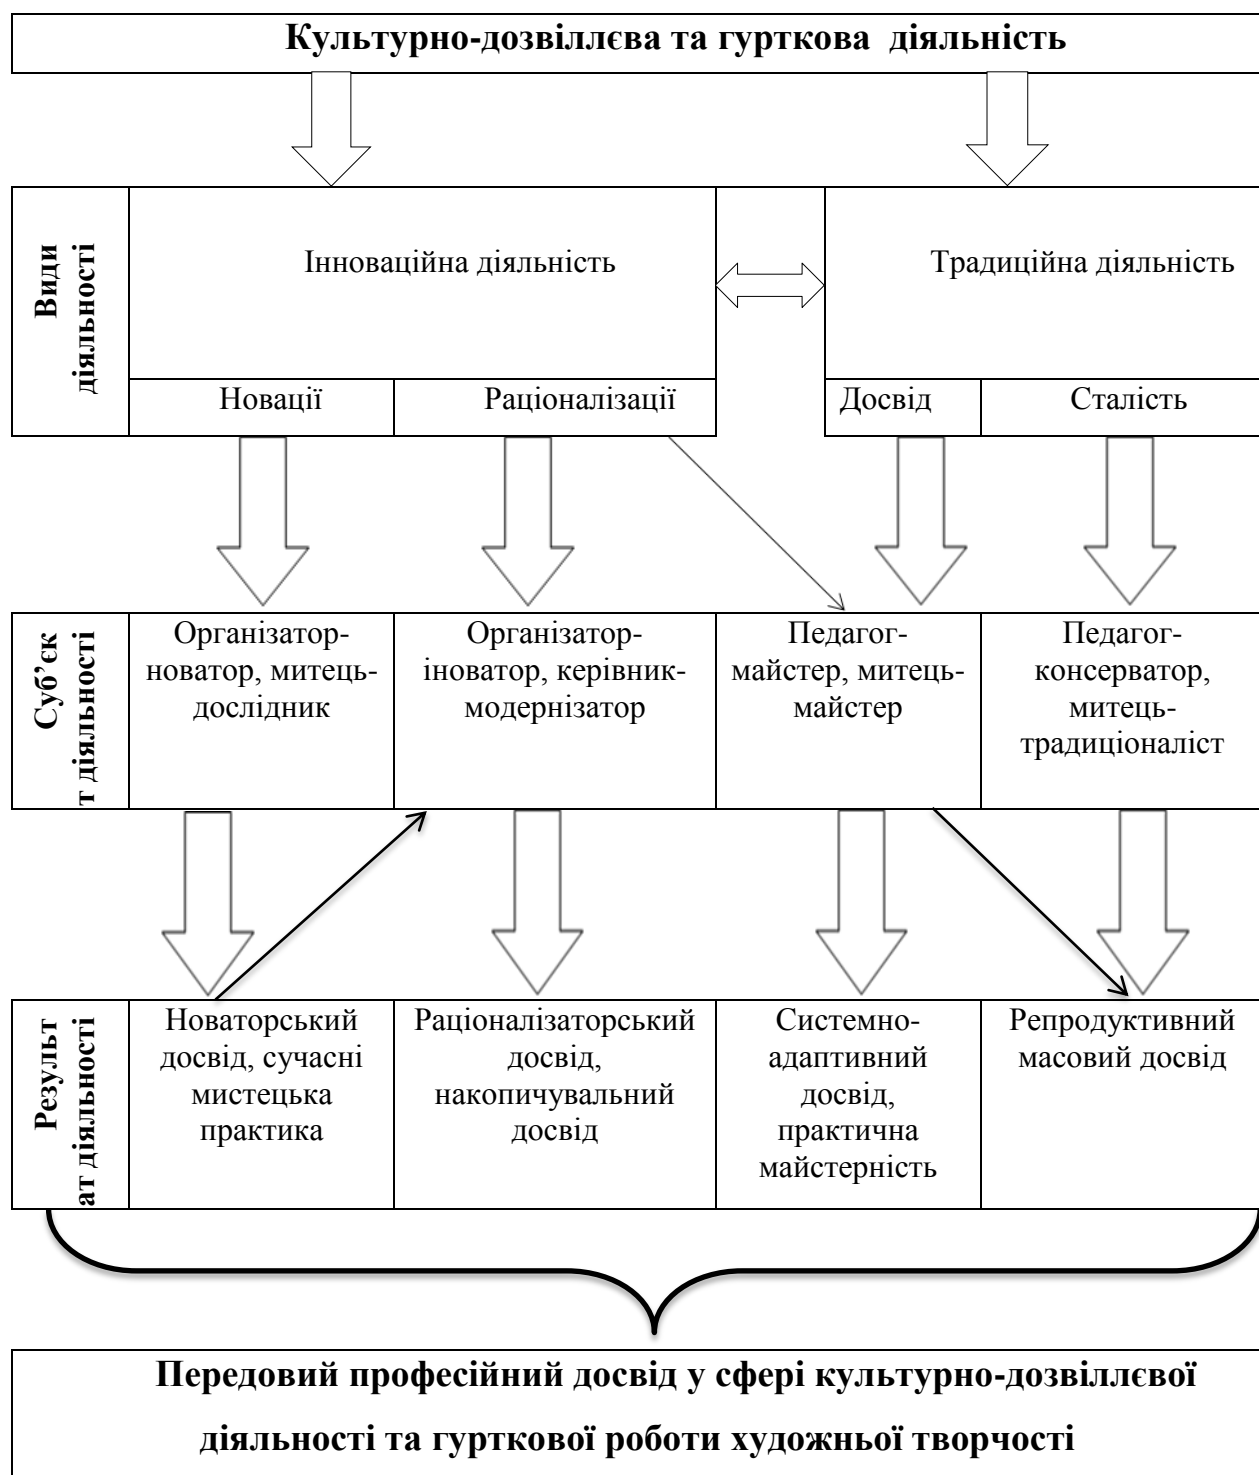 Культурно-дозвіллєва та гурткова діяльність
Види
діяльності
Інноваційна діяльність
Традиційна діяльність
Новації
Раціоналізації
Досвід
Сталість
Суб’єк
т діяльності
Організатор-
новатор, митець-
дослідник
Організатор-
іноватор, керівник-
модернізатор
Педагог-
майстер, митець-
майстер
Педагог-
консерватор,
митець-
традиціоналіст
Результ
ат діяльності
Новаторський
досвід, сучасні
мистецька
практика
Раціоналізаторський
досвід,
накопичувальний
досвід
Системно-
адаптивний
досвід,
практична
майстерність
Репродуктивний
масовий досвід
Передовий професійний досвід у сфері культурно-дозвіллєвої
діяльності та гурткової роботи художньої творчості